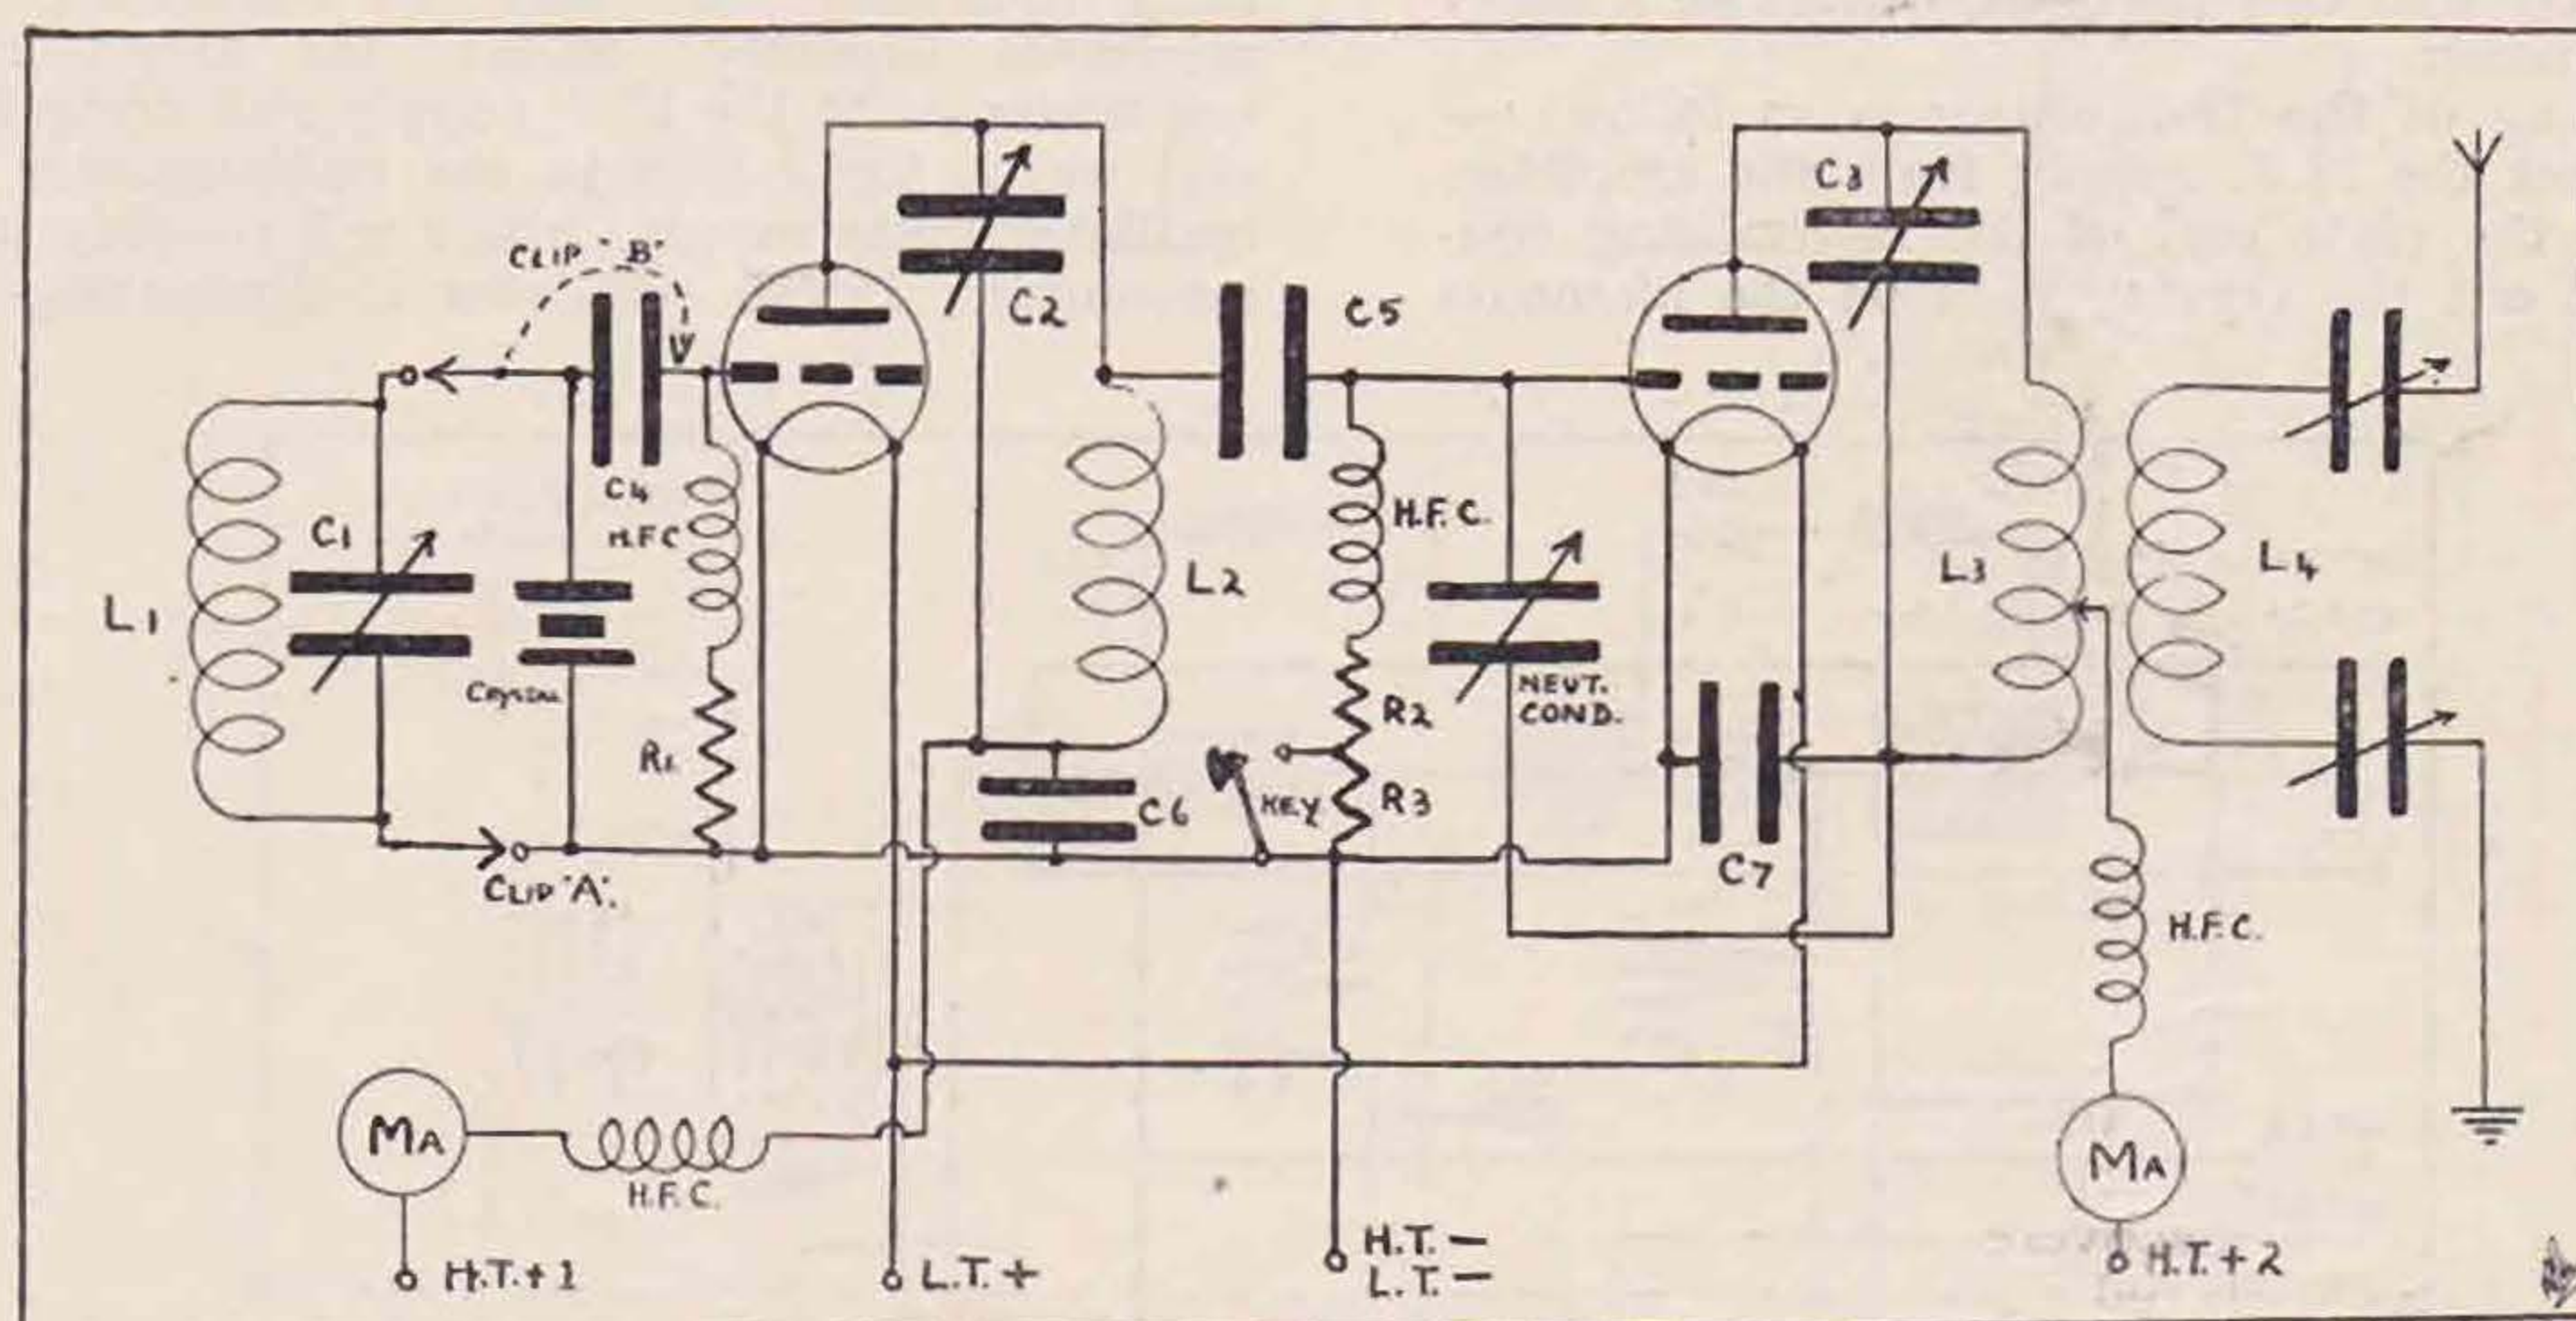 CLIP "B"
C2
C3
C5
C4
H.F.C
C1
L1
Crystal
R1
L2
H.F.C.
R2
R3
KEY
NEUT.
COND.
L3
L4
C6
C7
CLIP "A".
H.F.C.
MA
H.F.C.
MA
H.T.+1
L.T.+
H.T. –
L.T. –
H.T.+2